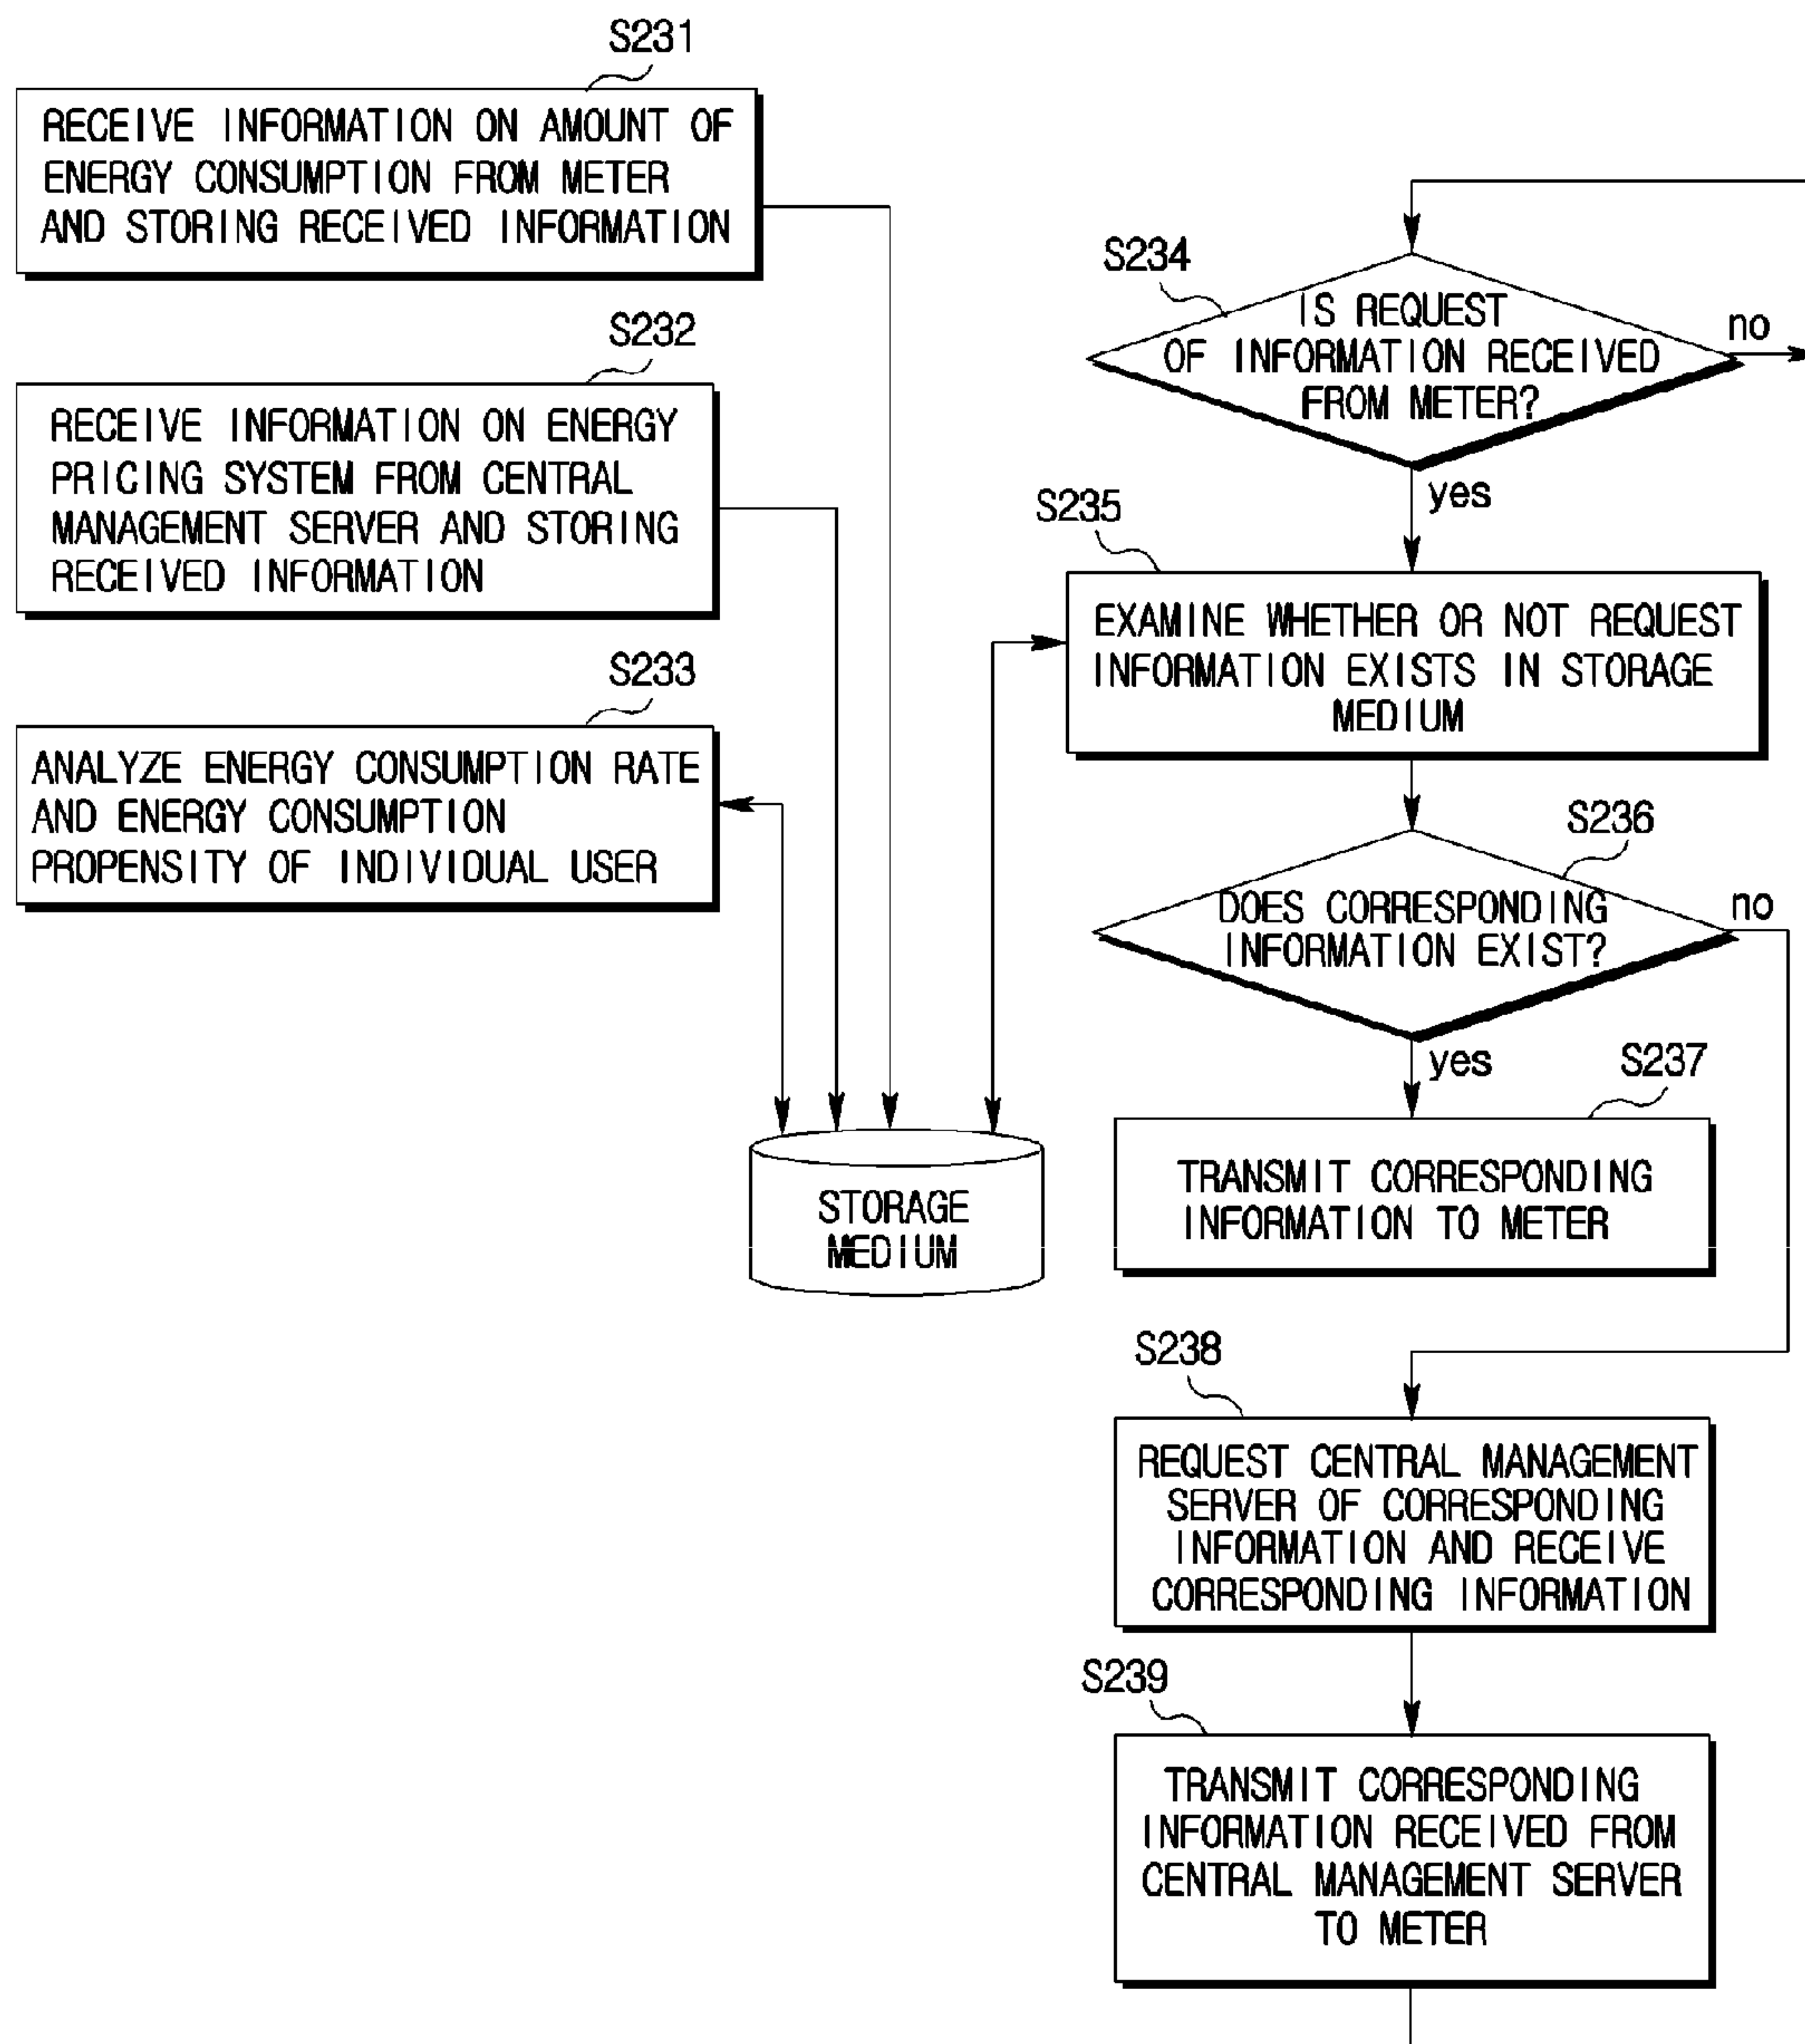 S231
RECEIVE INFORMATION ON AMOUNT OF
ENERGY CONSUMPTION FROM METER
AND STORING RECEIVED INFORMATION
S232
RECEIVE INFORMATION ON ENERGY
PRICING SYSTEM FROM CENTRAL
MANAGEMENT SERVER AND STORING
RECEIVED INFORMATION
S233
ANALYZE ENERGY CONSUMPTION RATE
AND ENERGY CONSUMPTION
PROPENSITY OF INDIVIDUAL USER
STORAGE
MEDIUM
S234
IS REQUEST
OF INFORMATION RECEIVED
FROM METER?
no
yes
S235
EXAMINE WHETHER OR NOT REQUEST
INFORMATION EXISTS IN STORAGE
MEDIUM
S236
DOES CORRESPONDING
INFORMATION EXIST?
no
yes
S237
TRANSMIT CORRESPONDING
INFORMATION TO METER
S238
REQUEST CENTRAL MANAGEMENT
SERVER OF CORRESPONDING
INFORMATION AND RECEIVE
CORRESPONDING INFORMATION
S239
TRANSMIT CORRESPONDING
INFORMATION RECEIVED FROM
CENTRAL MANAGEMENT SERVER
TO METER